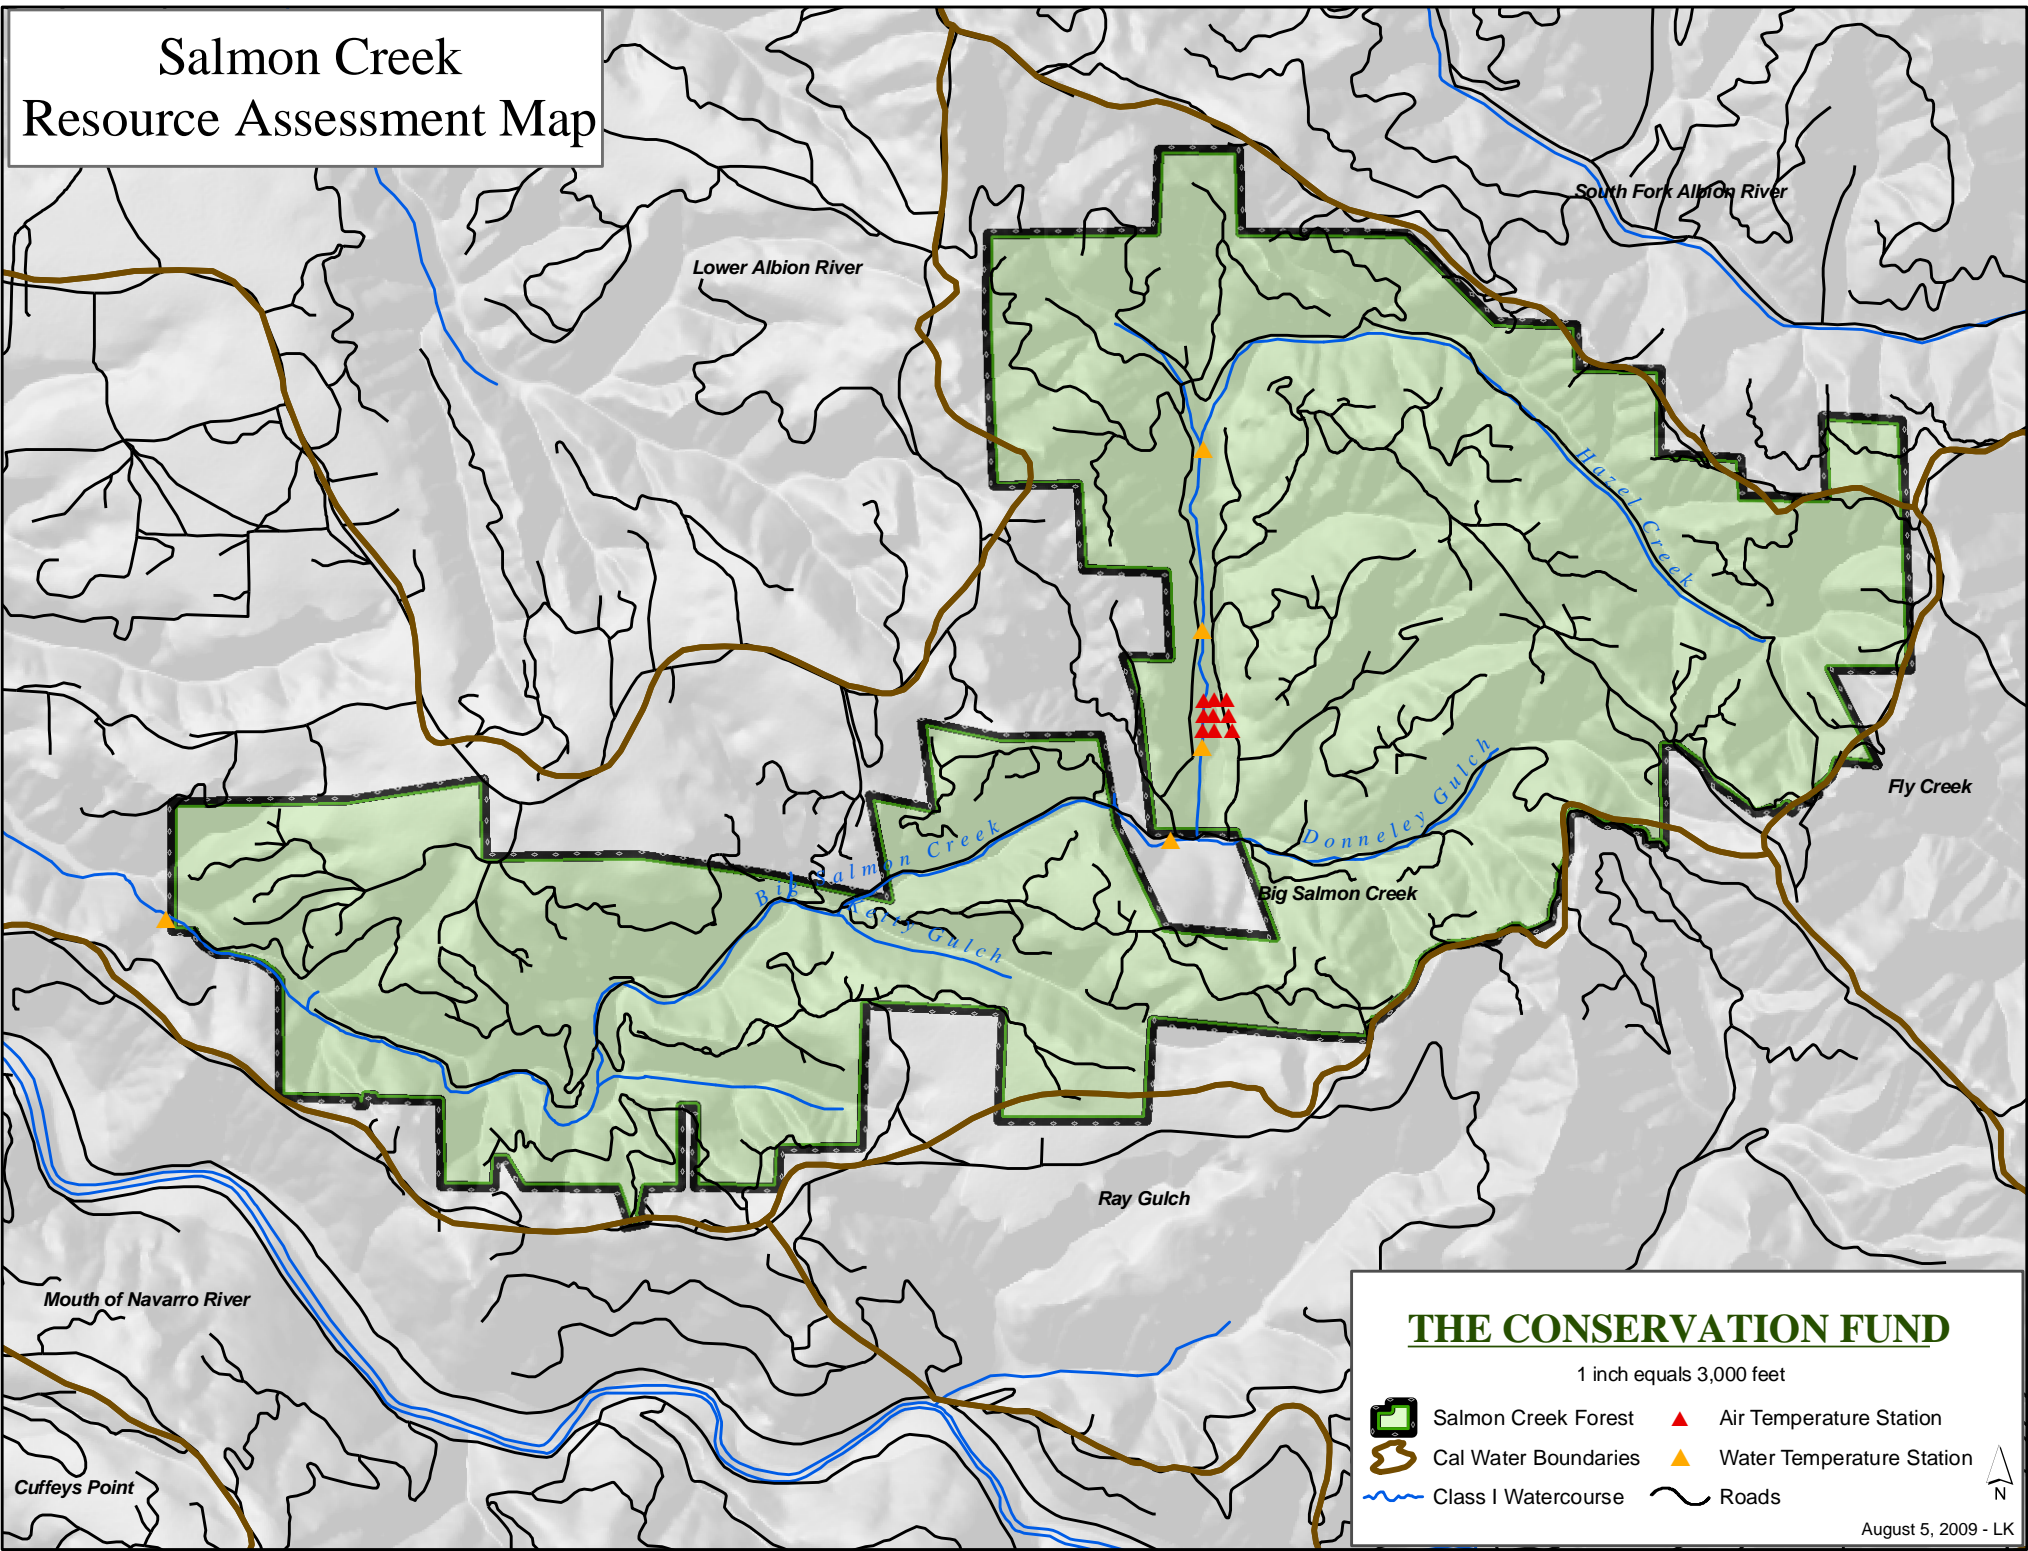 Salmon Creek
Resource Assessment Map
South Fork Albion River
Lower Albion River
Hazel Creek
Fly Creek
Donneley Gulch
Big Salmon Creek
Big Salmon Creek
Ketty Gulch
Ray Gulch
Mouth of Navarro River
Cuffeys Point
THE CONSERVATION FUND
1 inch equals 3,000 feet
Salmon Creek Forest
Air Temperature Station
Cal Water Boundaries
Water Temperature Station
Class I Watercourse
Roads
N
August 5, 2009 - LK